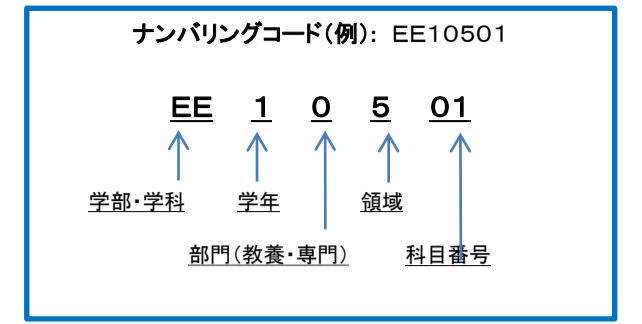 ナンバリングコード(例): EE10501
EE 1 0 5 01
学部・学科 学年 領域
部門(教養・専門) 科目番号